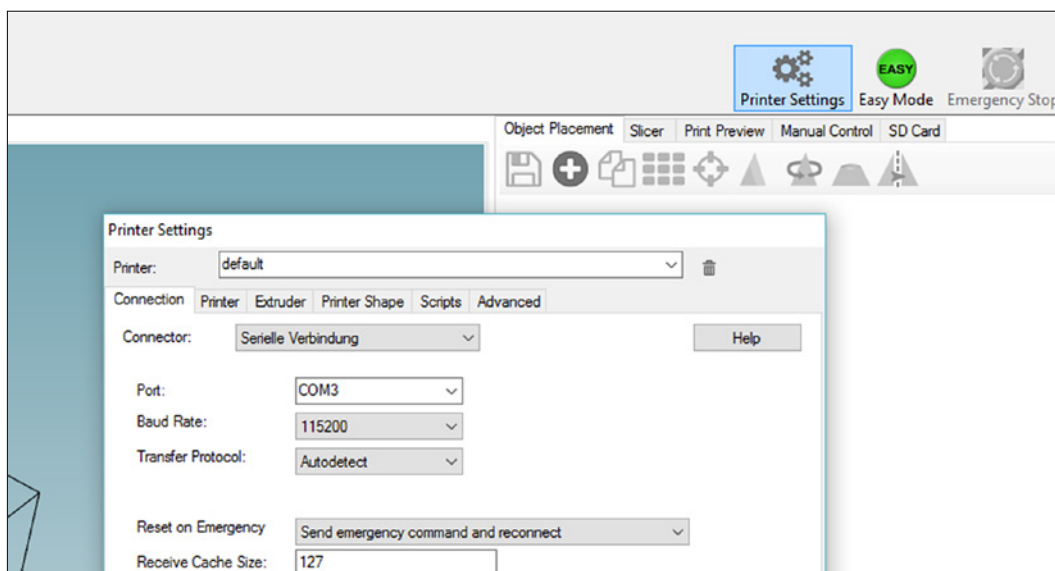 EASY
Printer Settings Easy Mode Emergency Stop
Object Placement Slicer Print Preview Manual Control SD Card
Printer Settings
Printer: default
Connection Printer Extruder Printer Shape Scripts Advanced
Connector: Serielle Verbindung Help
Port: COM3
Baud Rate: 115200
Transfer Protocol: Autodetect
Reset on Emergency Send emergency command and reconnect
Receive Cache Size: 127